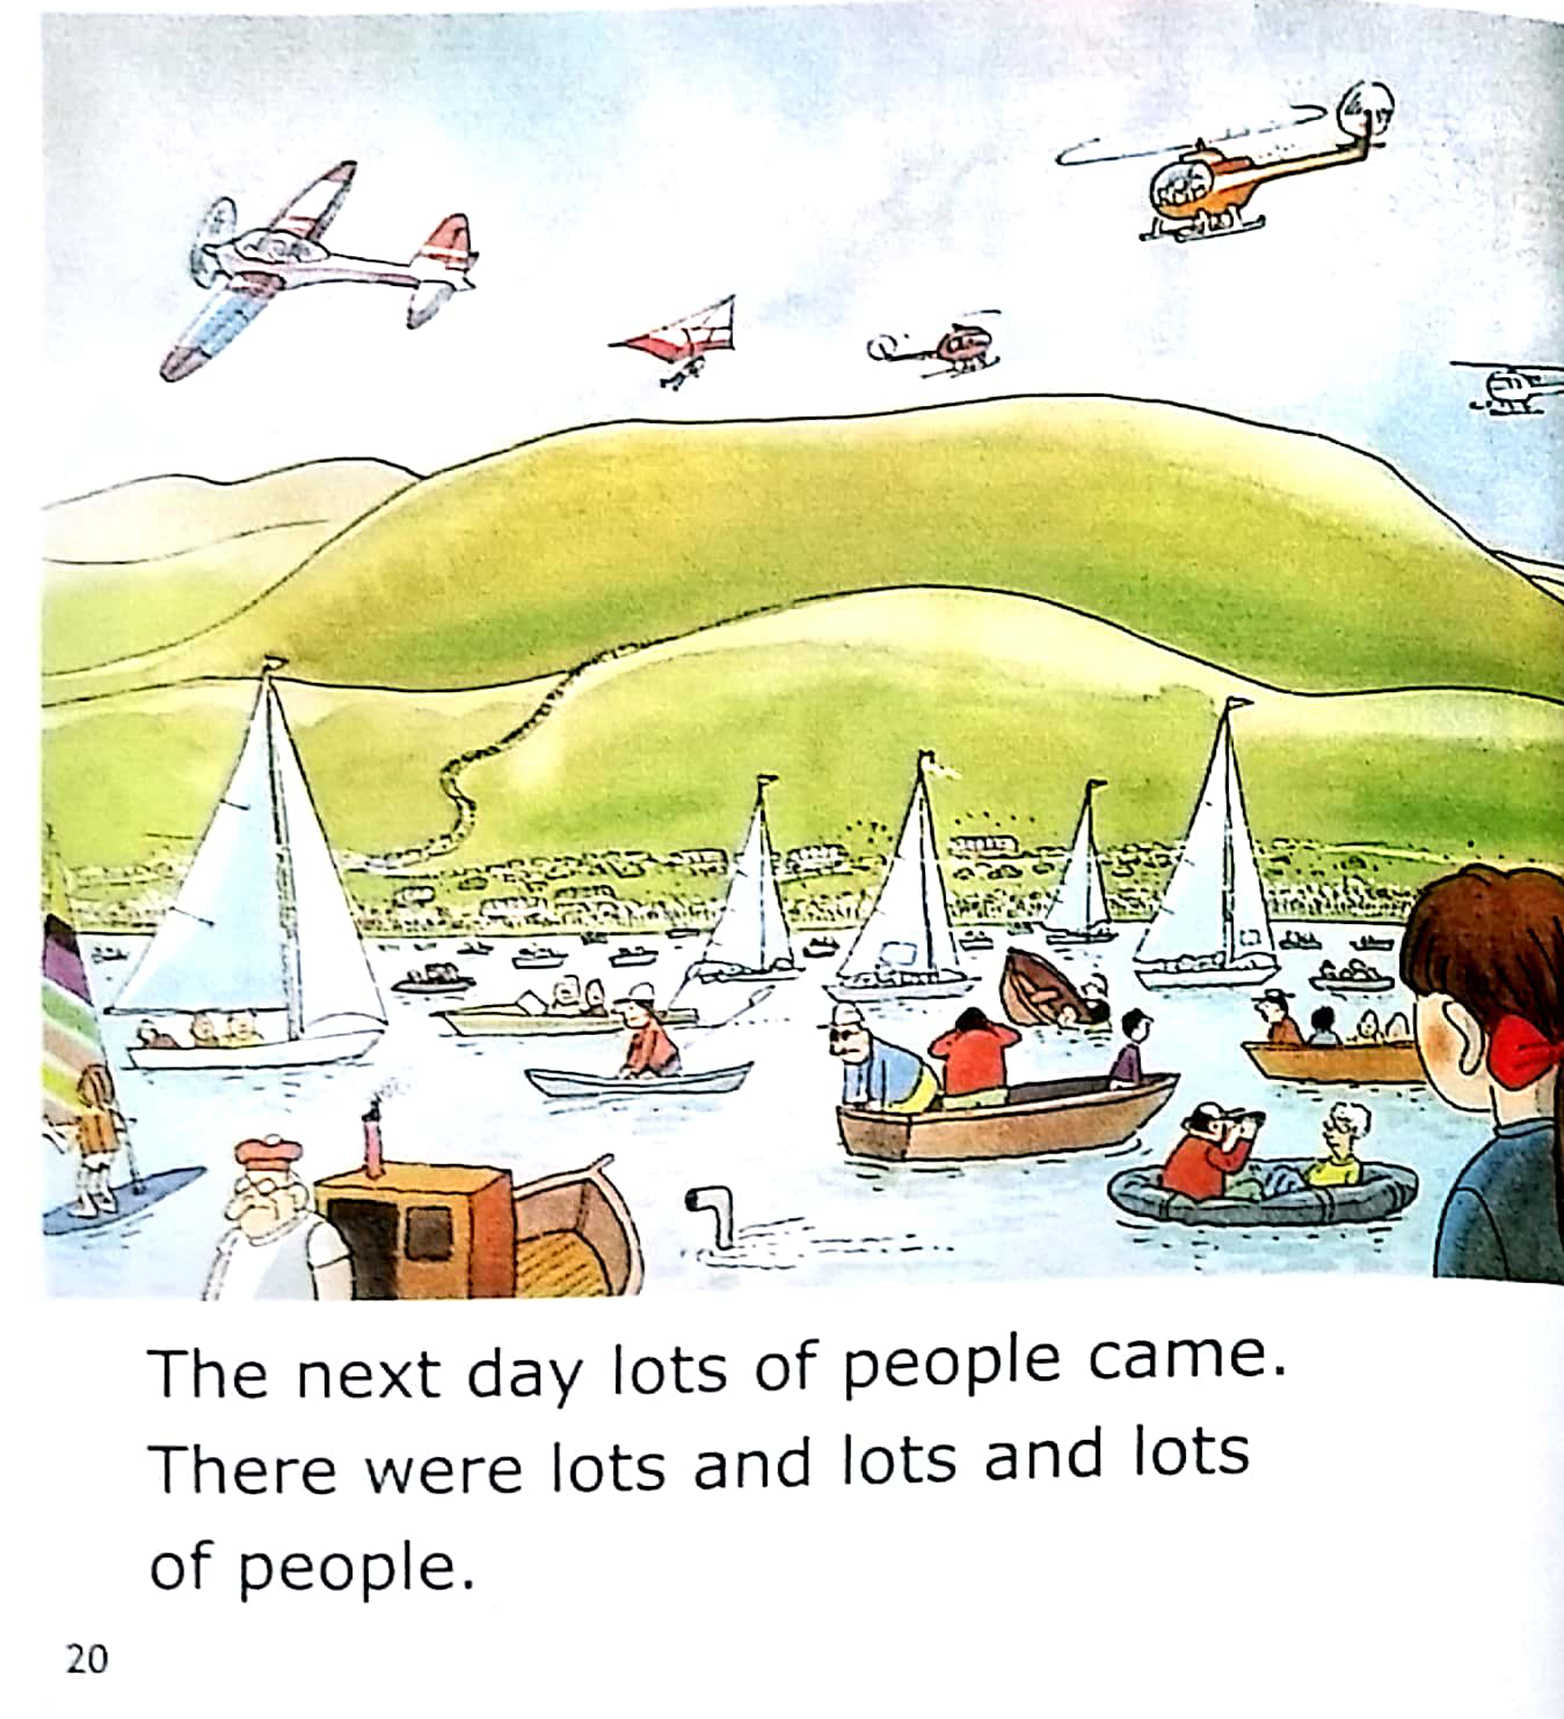 The next day lots of people came.
There were lots and lots and lots
of people.
20